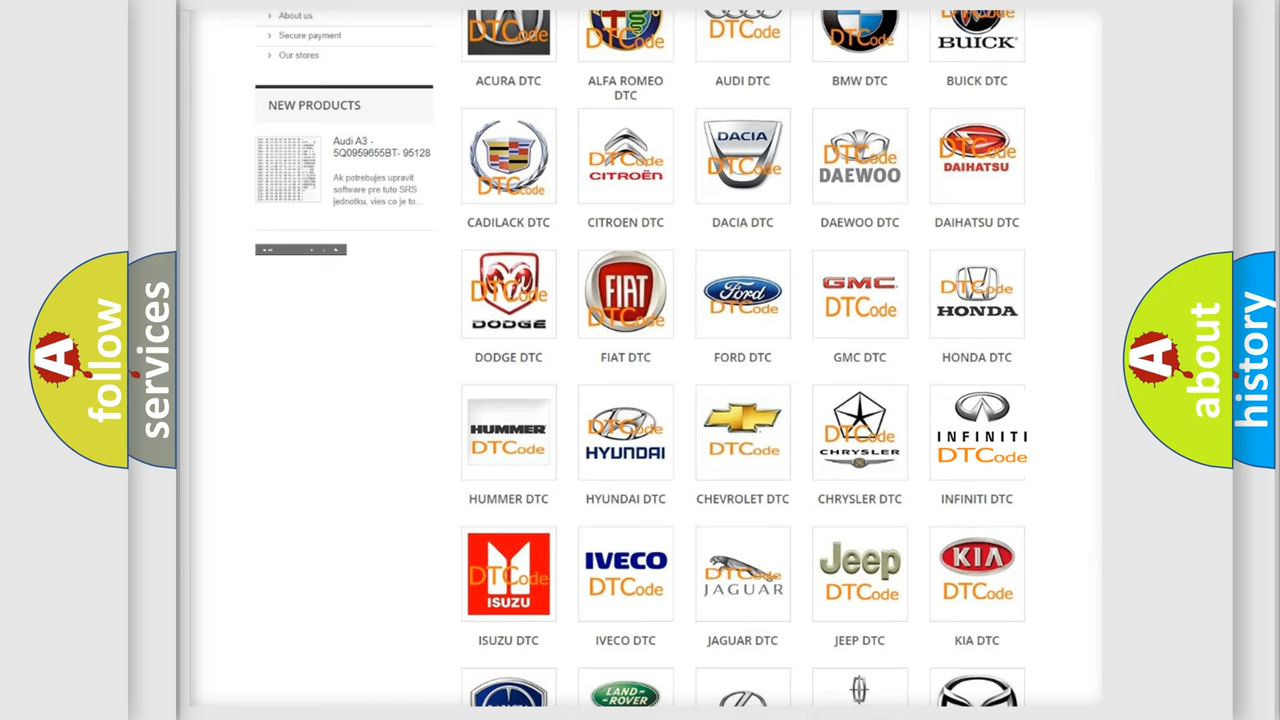 About us
Secure payment
Our stores
NEW PRODUCTS
Audi A3 -
5Q0959655BT- 95128
Ak potrebujes upravit
software pre tuto SRS
jednotku, vies co je to...
DTCode
DTCode
DTCode
DTCode
DTCode
BUICK
ACURA DTC
ALFA ROMEO
DTC
AUDI DTC
BMW DTC
BUICK DTC
DTCode
DTCode
CITROËN
DACIA
DTCode
DTCode
DAEWOO
DTCode
DAIHATSU
CADILACK DTC
CITROEN DTC
DACIA DTC
DAEWOO DTC
DAIHATSU DTC
DTCode
DODGE
FIAT
DTCode
Ford
DTCode
GMC
DTCode
DTCode
HONDA
DODGE DTC
FIAT DTC
FORD DTC
GMC DTC
HONDA DTC
HUMMER
DTCode
DTCode
HYUNDAI
DTCode
DTCode
CHRYSLER
INFINITI
DTCode
HUMMER DTC
HYUNDAI DTC
CHEVROLET DTC
CHRYSLER DTC
INFINITI DTC
DTCode
ISUZU
IVECO
DTCode
DTCode
JAGUAR
Jeep
DTCode
KIA
DTCode
ISUZU DTC
IVECO DTC
JAGUAR DTC
JEEP DTC
KIA DTC
LAND-
ROVER
A
follow
services
A
about
history